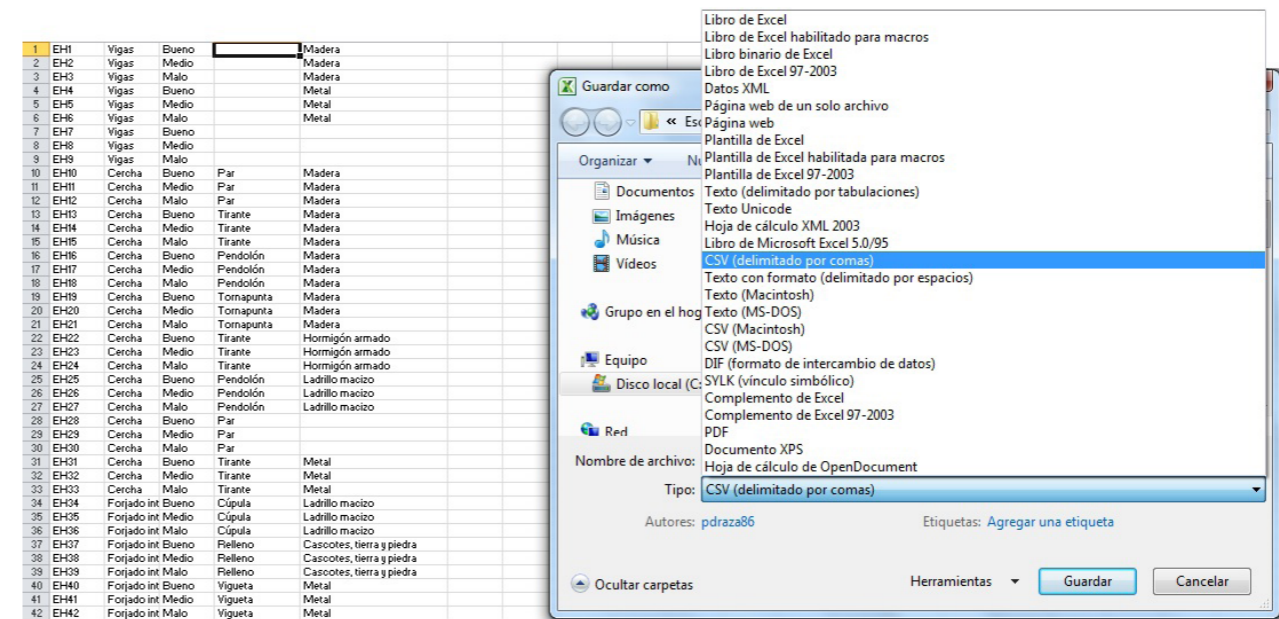 1 EH1 Vigas Bueno Madera
2 EH2 Vigas Medio Madera
3 EH3 Vigas Malo Madera
4 EH4 Vigas Bueno Metal
5 EH5 Vigas Medio Metal
6 EH6 Vigas Malo Metal
7 EH7 Vigas Bueno
8 EH8 Vigas Medio
9 EH9 Vigas Malo
10 EH10 Cercha Bueno Par Madera
11 EH11 Cercha Medio Par Madera
12 EH12 Cercha Malo Par Madera
13 EH13 Cercha Bueno Tirante Madera
14 EH14 Cercha Medio Tirante Madera
15 EH15 Cercha Malo Tirante Madera
16 EH16 Cercha Bueno Pendolón Madera
17 EH17 Cercha Medio Pendolón Madera
18 EH18 Cercha Malo Pendolón Madera
19 EH19 Cercha Bueno Tornapunta Madera
20 EH20 Cercha Medio Tornapunta Madera
21 EH21 Cercha Malo Tornapunta Madera
22 EH22 Cercha Bueno Tirante Hormigón armado
23 EH23 Cercha Medio Tirante Hormigón armado
24 EH24 Cercha Malo Tirante Hormigón armado
25 EH25 Cercha Bueno Pendolón Ladrillo macizo
26 EH26 Cercha Medio Pendolón Ladrillo macizo
27 EH27 Cercha Malo Pendolón Ladrillo macizo
28 EH28 Cercha Bueno Par
29 EH29 Cercha Medio Par
30 EH30 Cercha Malo Par
31 EH31 Cercha Bueno Tirante Metal
32 EH32 Cercha Medio Tirante Metal
33 EH33 Cercha Malo Tirante Metal
34 EH34 Forjado int Bueno Cúpula Ladrillo macizo
35 EH35 Forjado int Medio Cúpula Ladrillo macizo
36 EH36 Forjado int Malo Cúpula Ladrillo macizo
37 EH37 Forjado int Bueno Relleno Cascotes, tierra y piedra
38 EH38 Forjado int Medio Relleno Cascotes, tierra y piedra
39 EH39 Forjado int Malo Relleno Cascotes, tierra y piedra
40 EH40 Forjado int Bueno Vigueta Metal
41 EH41 Forjado int Medio Vigueta Metal
42 EH42 Forjado int Malo Vigueta Metal
Guardar como
« Esc
Organizar
Nu
Documentos
Imágenes
Música
Vídeos
Grupo en el hog
Equipo
Disco local (C:
Red
Libro de Excel
Libro de Excel habilitado para macros
Libro binario de Excel
Libro de Excel 97-2003
Datos XML
Página web de un solo archivo
Página web
Plantilla de Excel
Plantilla de Excel habilitada para macros
Plantilla de Excel 97-2003
Texto (delimitado por tabulaciones)
Texto Unicode
Hoja de cálculo XML 2003
Libro de Microsoft Excel 5.0/95
CSV (delimitado por comas)
Texto con formato (delimitado por espacios)
Texto (Macintosh)
Texto (MS-DOS)
CSV (Macintosh)
CSV (MS-DOS)
DIF (formato de intercambio de datos)
SYLK (vínculo simbólico)
Complemento de Excel
Complemento de Excel 97-2003
PDF
Documento XPS
Hoja de cálculo de OpenDocument
Nombre de archivo:
Tipo: CSV (delimitado por comas)
Autores: pdraza86 Etiquetas: Agregar una etiqueta
Ocultar carpetas Herramientas Guardar Cancelar